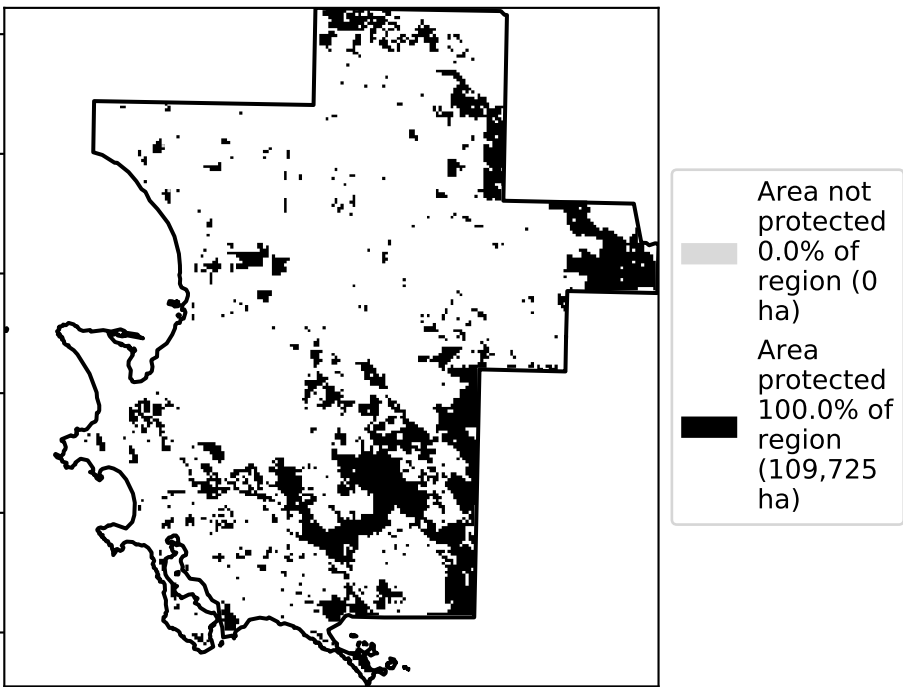 Area not
protected
0.0% of
region (0
ha)
Area
protected
100.0% of
region
(109,725
ha)